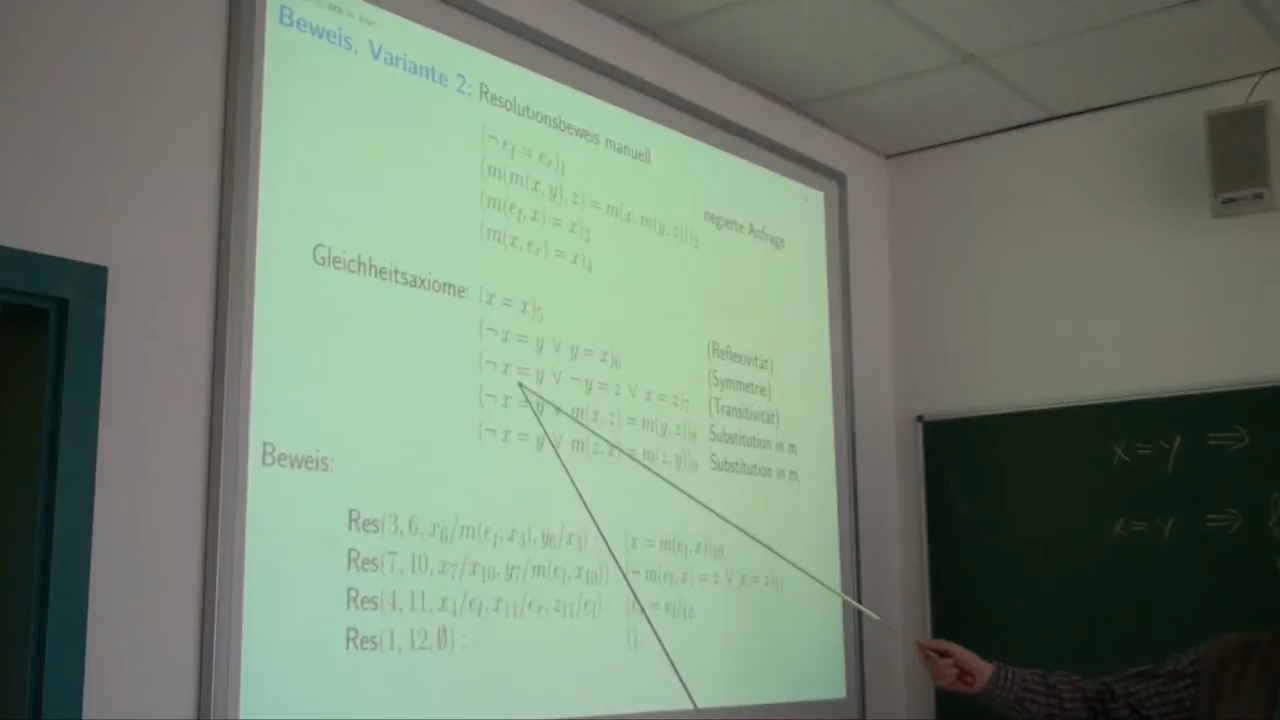 Beweis, Variante 2: Resolutionsbeweis manuell
(¬ e_l = e_r)_1 negierte Anfrage
(m(m(x, y), z) = m(x, m(y, z)))_2
(m(e_l, x) = x)_3
(m(x, e_r) = x)_4
Gleichheitsaxiome: (x = x)_5 (Reflexivität)
(¬ x = y ∨ y = x)_6 (Symmetrie)
(¬ x = y ∨ ¬ y = z ∨ x = z)_7 (Transitivität)
(¬ x = y ∨ m(x, z) = m(y, z))_8 Substitution in m
(¬ x = y ∨ m(z, x) = m(z, y))_9 Substitution in m,
Beweis:
Res(3, 6, x_6/m(e_l, x_3), y_6/x_3) (x = m(e_l, x))_10
Res(7, 10, x_7/x_10, y_7/m(e_l, x_10)) (¬ m(e_l, x) = z ∨ x = z)_11
Res(4, 11, x_4/e_l, x_11/e_r, z_11/e_l) = e_l)_12
Res(1, 12, ∅) : ()
x = y ⇒
x = y ⇒